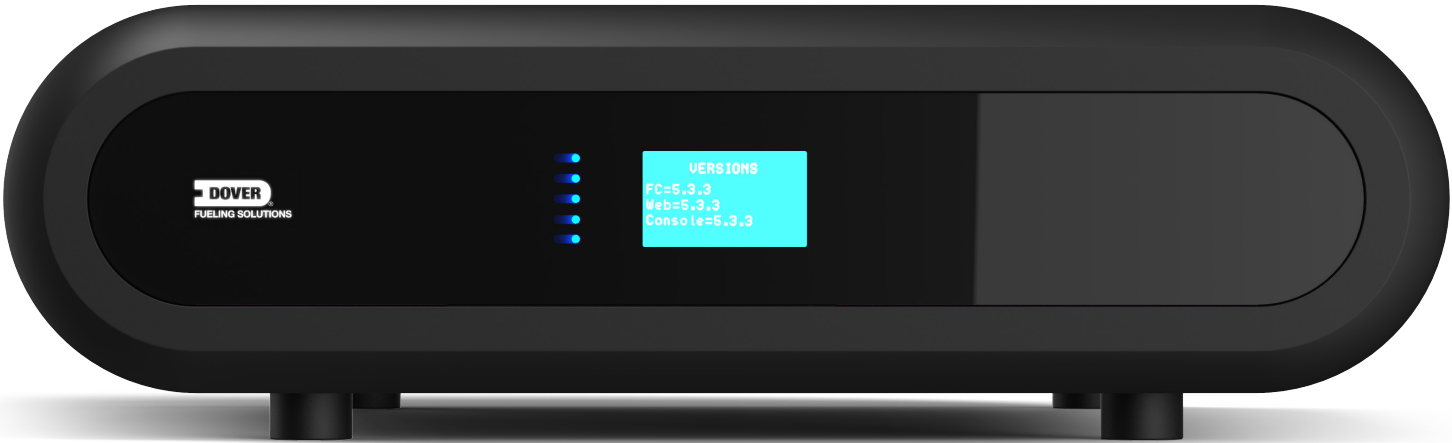 DOVER®
FUELING SOLUTIONS
VERSIONS
FC=5.3.3
Web=5.3.3
Console=5.3.3